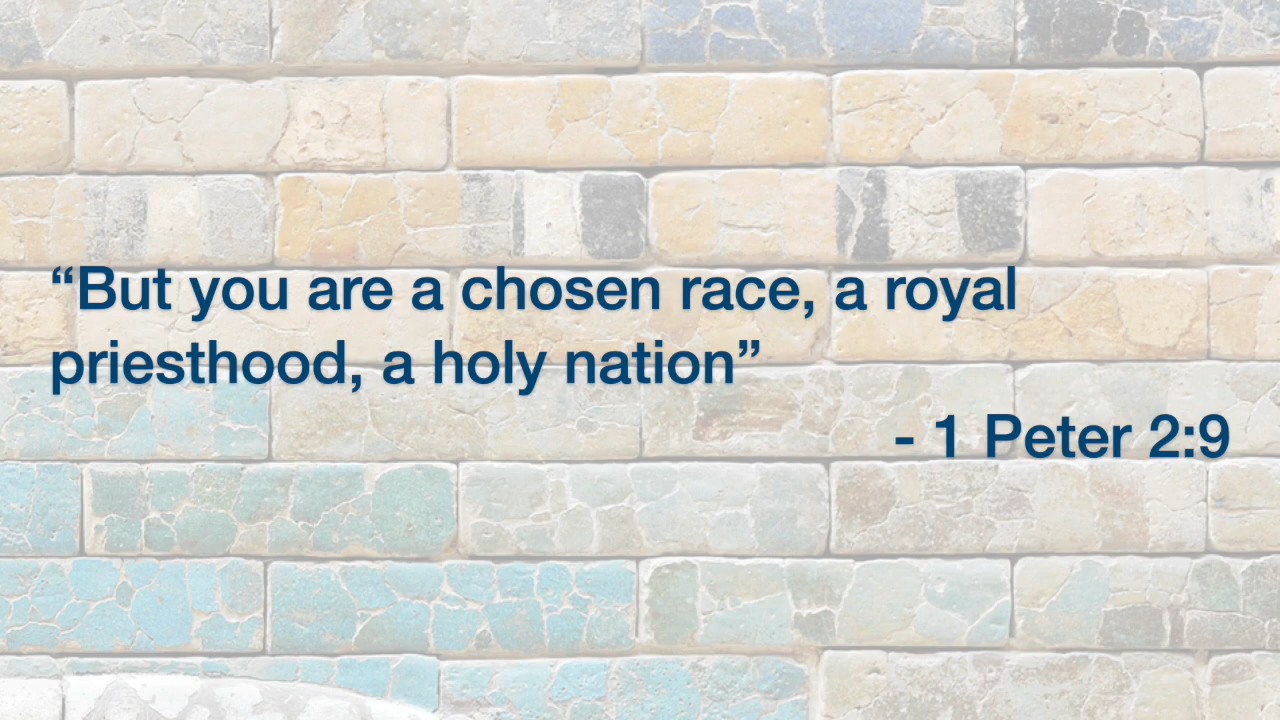 “But you are a chosen race, a royal
priesthood, a holy nation”
- 1 Peter 2:9